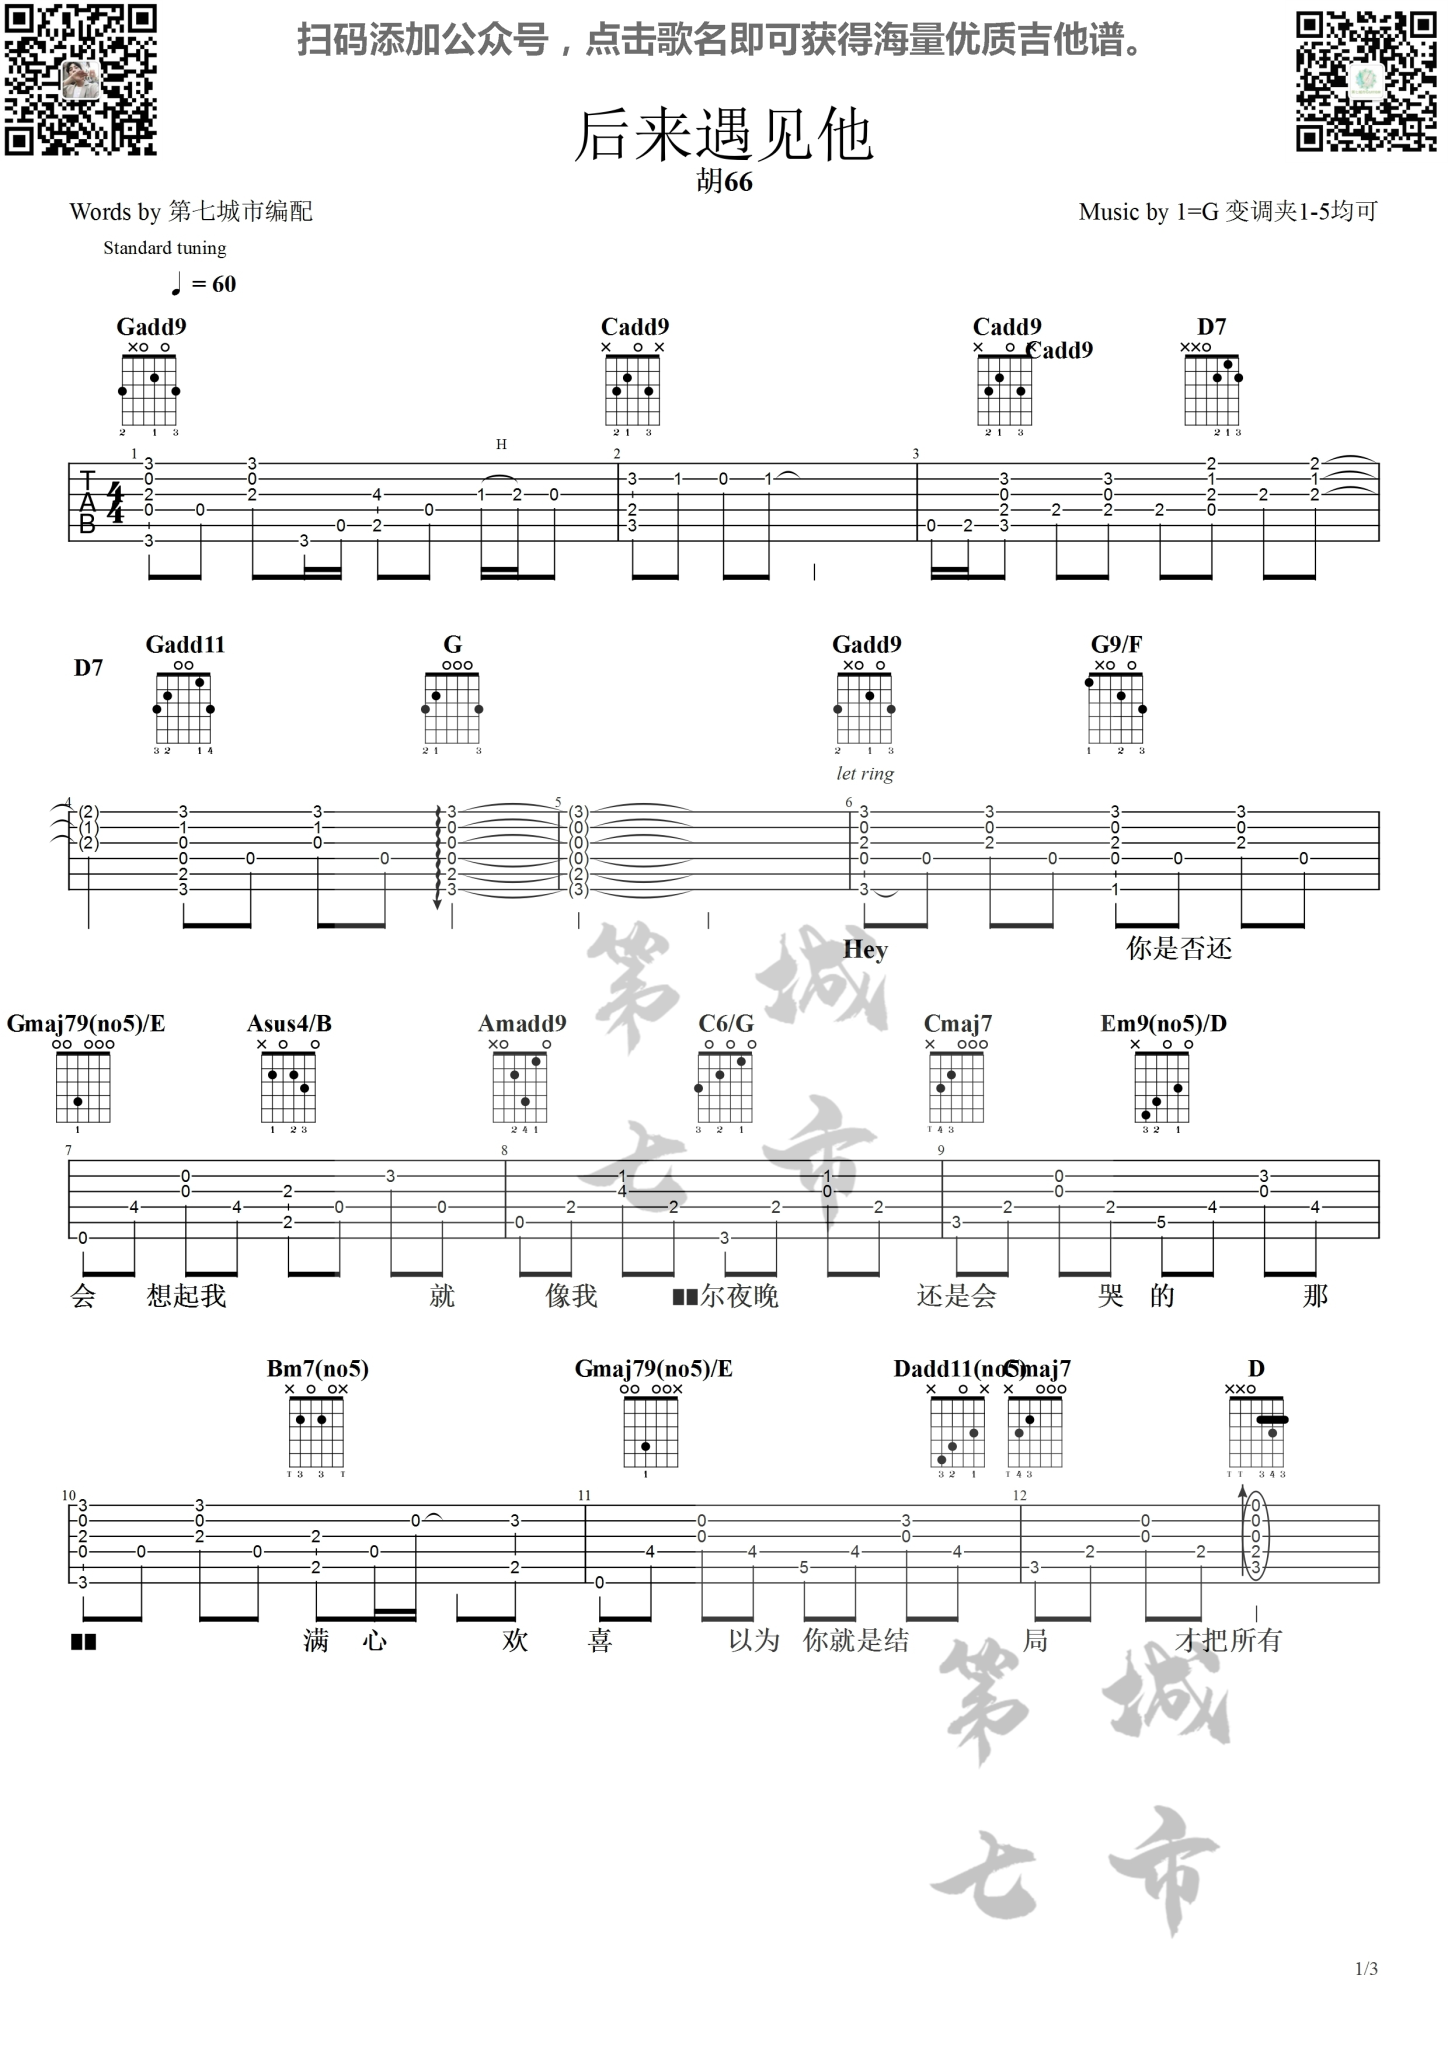 扫码添加公众号，点击歌名即可获得海量优质吉他谱。
后来遇见他
胡66
Words by 第七城市编配
Music by 1=G 变调夹1-5均可
Standard tuning
♩ = 60
Gadd9 Cadd9 Cadd9 Cadd9 D7
H
D7 Gadd11 G Gadd9 G9/F
let ring
Hey 你是否还
Gmaj79(no5)/E Asus4/B Amadd9 C6/G Cmaj7 Em9(no5)/D
会 想起我 就 像我 ■■尔夜晚 还是会 哭 的 那
Bm7(no5) Gmaj79(no5)/E Dadd11(no5) Cmaj7 D
■■ 满 心 欢 喜 以为 你就是结 局 才把所有
第 城
七 市
第 城
七 市
1/3